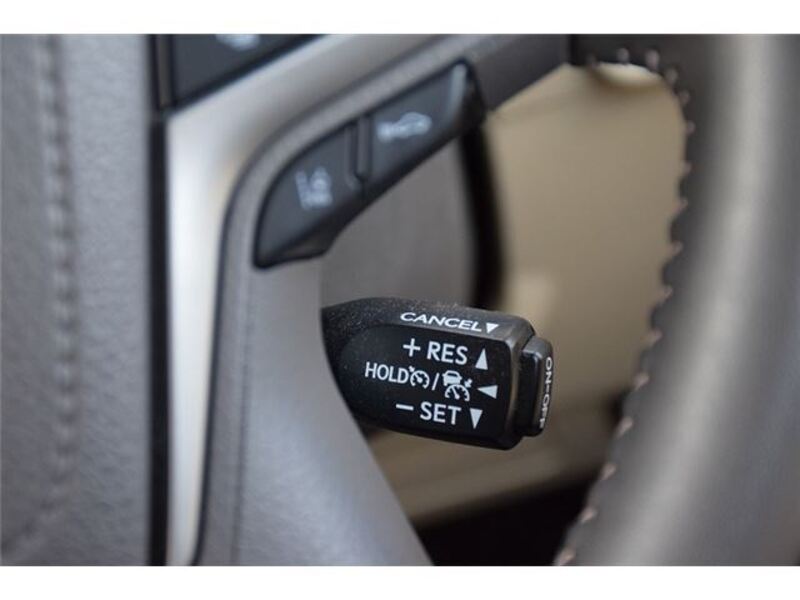 CANCEL▼
+ RES ▲
HOLD / ◀
− SET ▼
ON-OFF